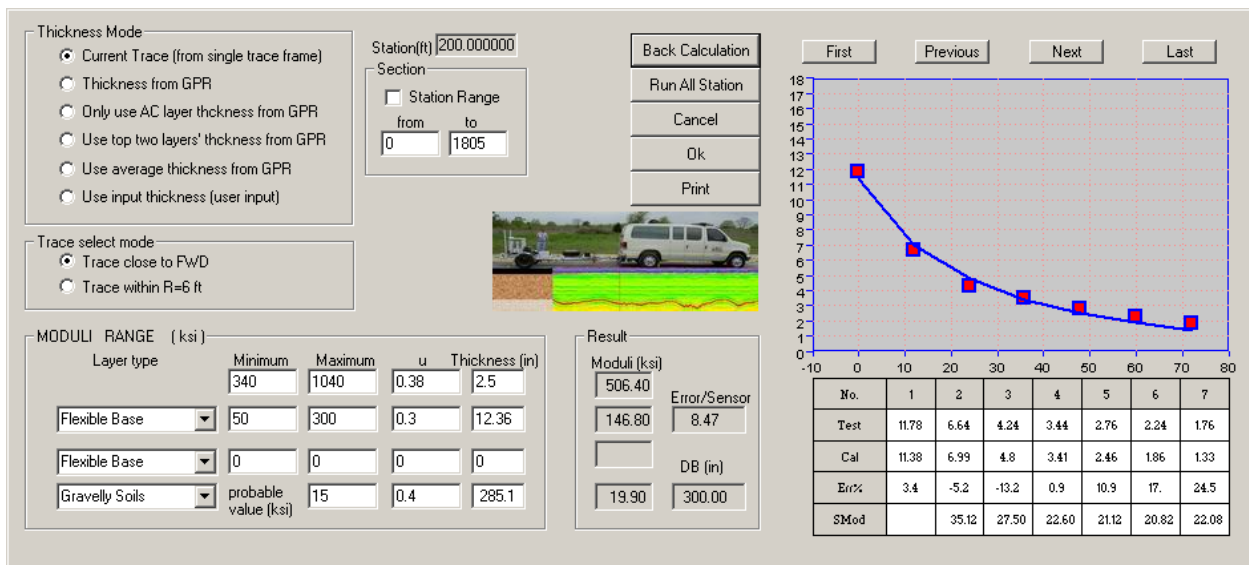 Thickness Mode
Current Trace (from single trace frame)
Thickness from GPR
Only use AC layer thckness from GPR
Use top two layers' thckness from GPR
Use average thickness from GPR
Use input thickness (user input)
Trace select mode
Trace close to FWD
Trace within R=6 ft
Station(ft) 200.000000
Section
Station Range
from to
0 1805
Back Calculation
Run All Station
Cancel
Ok
Print
MODULI RANGE (ksi)
Layer type Minimum Maximum u Thickness (in)
340 1040 0.38 2.5
Flexible Base 50 300 0.3 12.36
Flexible Base 0 0 0 0
Gravelly Soils probable value (ksi) 15 0.4 285.1
Result
Moduli (ksi)
506.40 Error/Sensor
146.80 8.47
DB (in)
19.90 300.00
First Previous Next Last
18
17
16
15
14
13
12
11
10
9
8
7
6
5
4
3
2
1
0
-10 0 10 20 30 40 50 60 70 80
No. 1 2 3 4 5 6 7
Test 11.78 6.64 4.24 3.44 2.76 2.24 1.76
Cal 11.38 6.99 4.8 3.41 2.46 1.86 1.33
Err% 3.4 -5.2 -13.2 0.9 10.9 17. 24.5
SMod 35.12 27.50 22.60 21.12 20.82 22.08